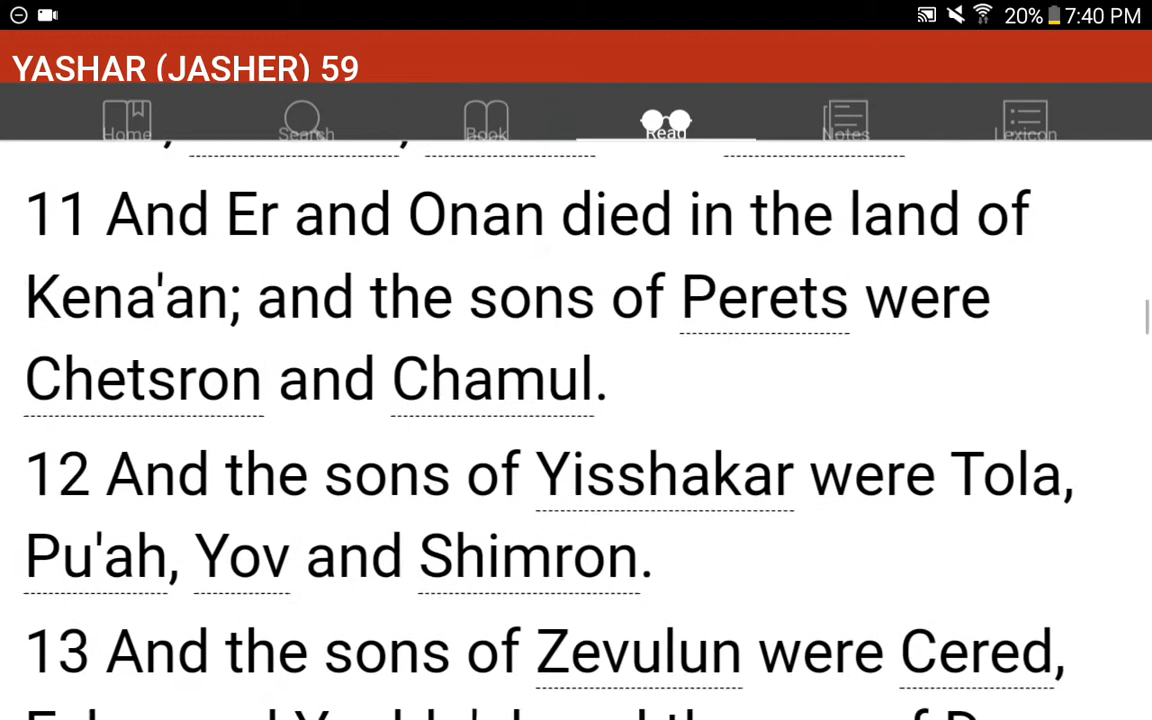 20% 7:40 PM
YASHAR (JASHER) 59
Home Search Book Read Notes Lexicon
11 And Er and Onan died in the land of
Kena'an; and the sons of Perets were
Chetsron and Chamul.
12 And the sons of Yisshakar were Tola,
Pu'ah, Yov and Shimron.
13 And the sons of Zevulun were Cered,